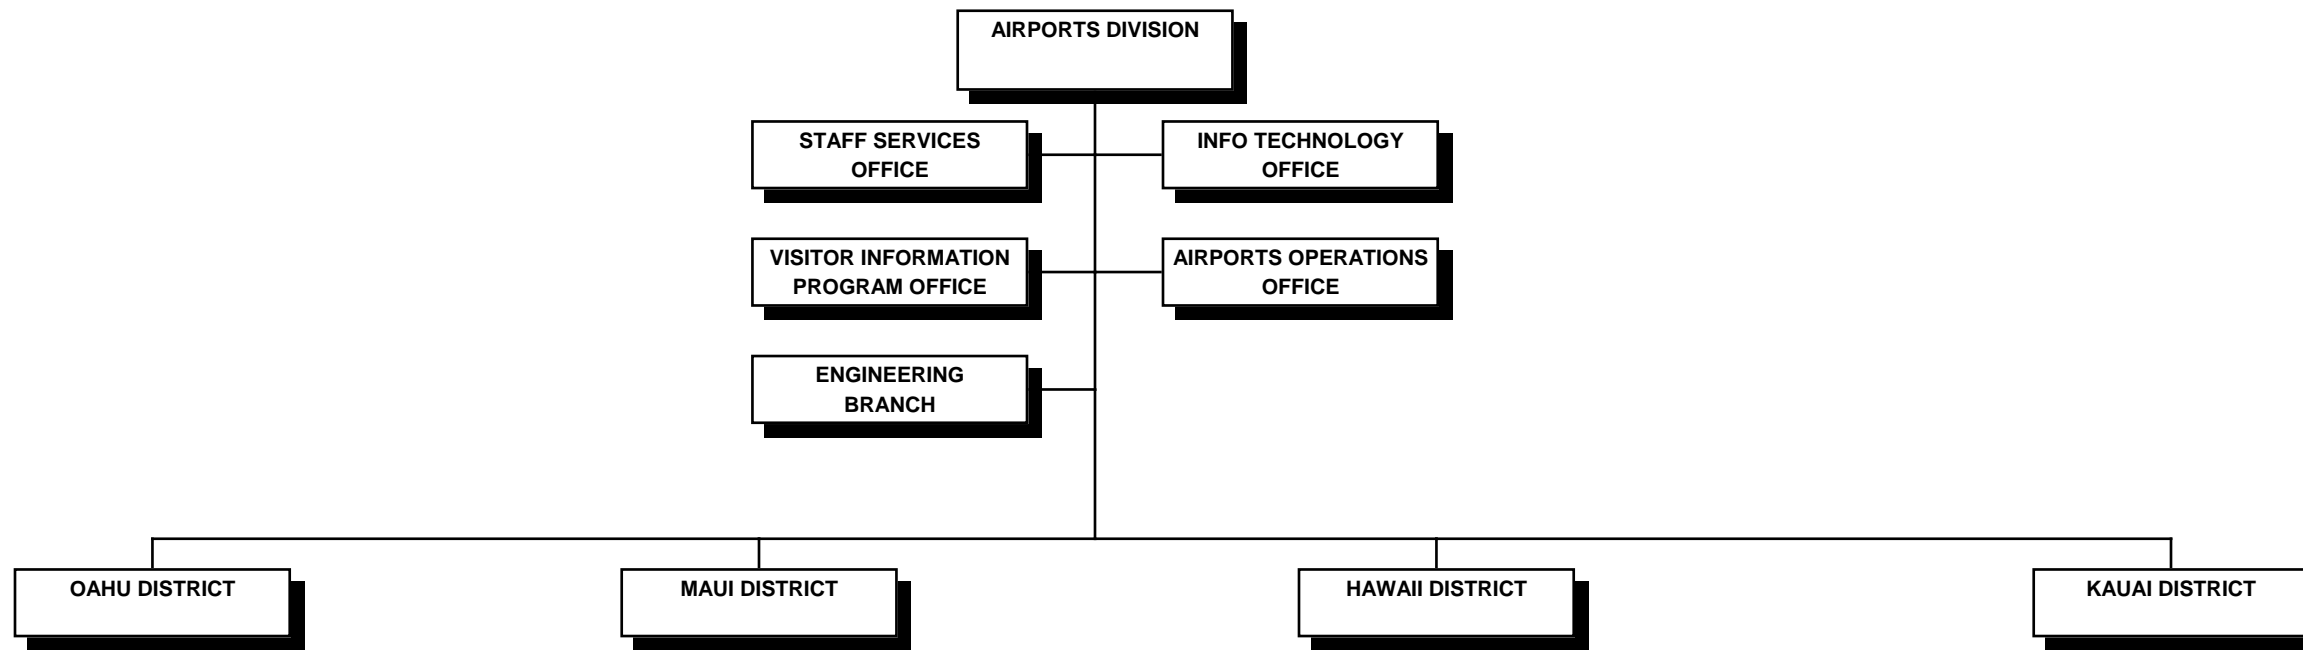 AIRPORTS DIVISION
STAFF SERVICES
OFFICE
INFO TECHNOLOGY
OFFICE
VISITOR INFORMATION
PROGRAM OFFICE
AIRPORTS OPERATIONS
OFFICE
ENGINEERING
BRANCH
OAHU DISTRICT
MAUI DISTRICT
HAWAII DISTRICT
KAUAI DISTRICT